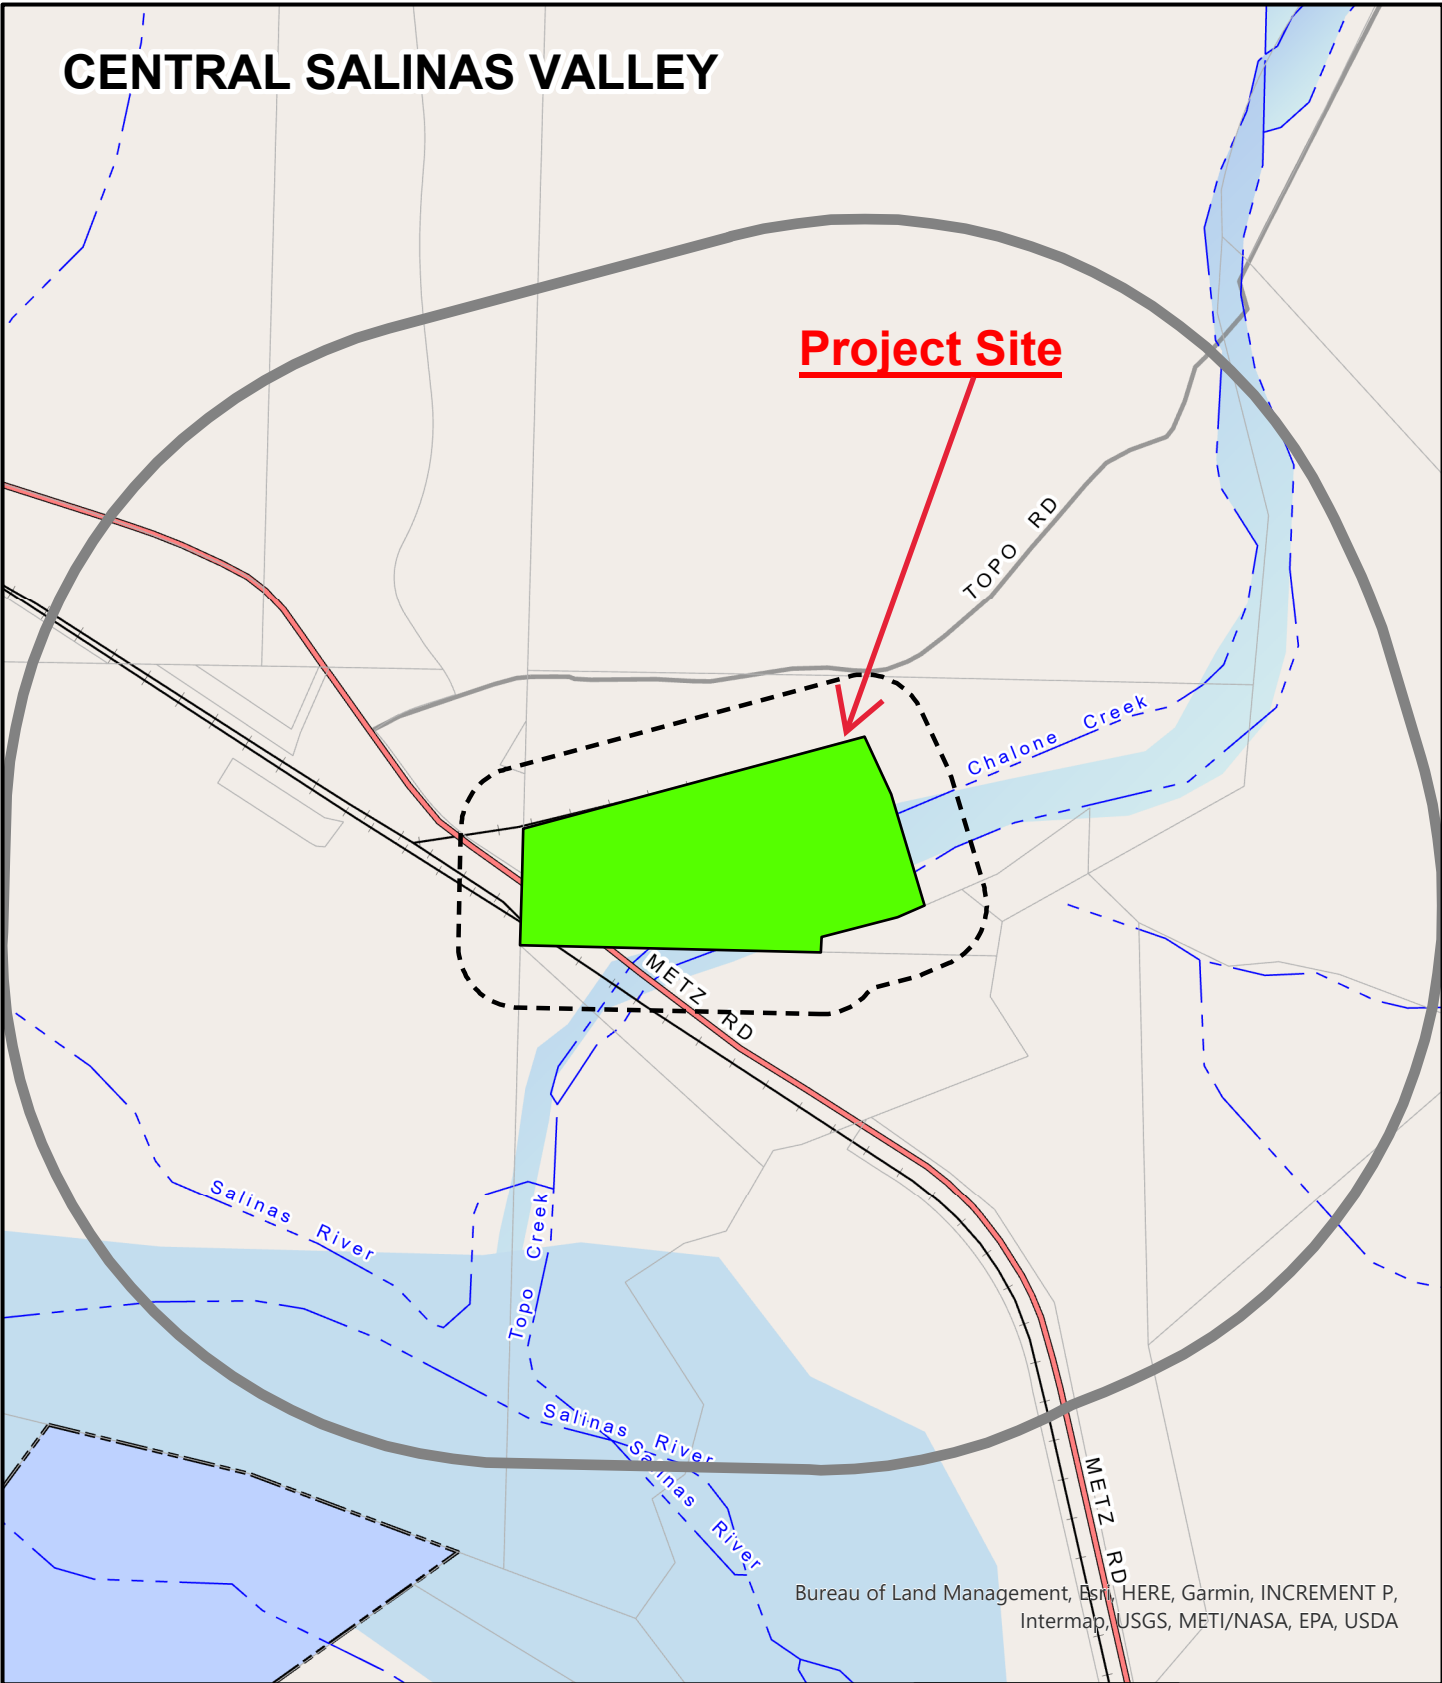 CENTRAL SALINAS VALLEY
Project Site
TOPO RD
Chalone Creek
METZ RD
Salinas River
Topo Creek
Salinas River
Salinas River
METZ RD
Bureau of Land Management, Esri, HERE, Garmin, INCREMENT P,
Intermap, USGS, METI/NASA, EPA, USDA